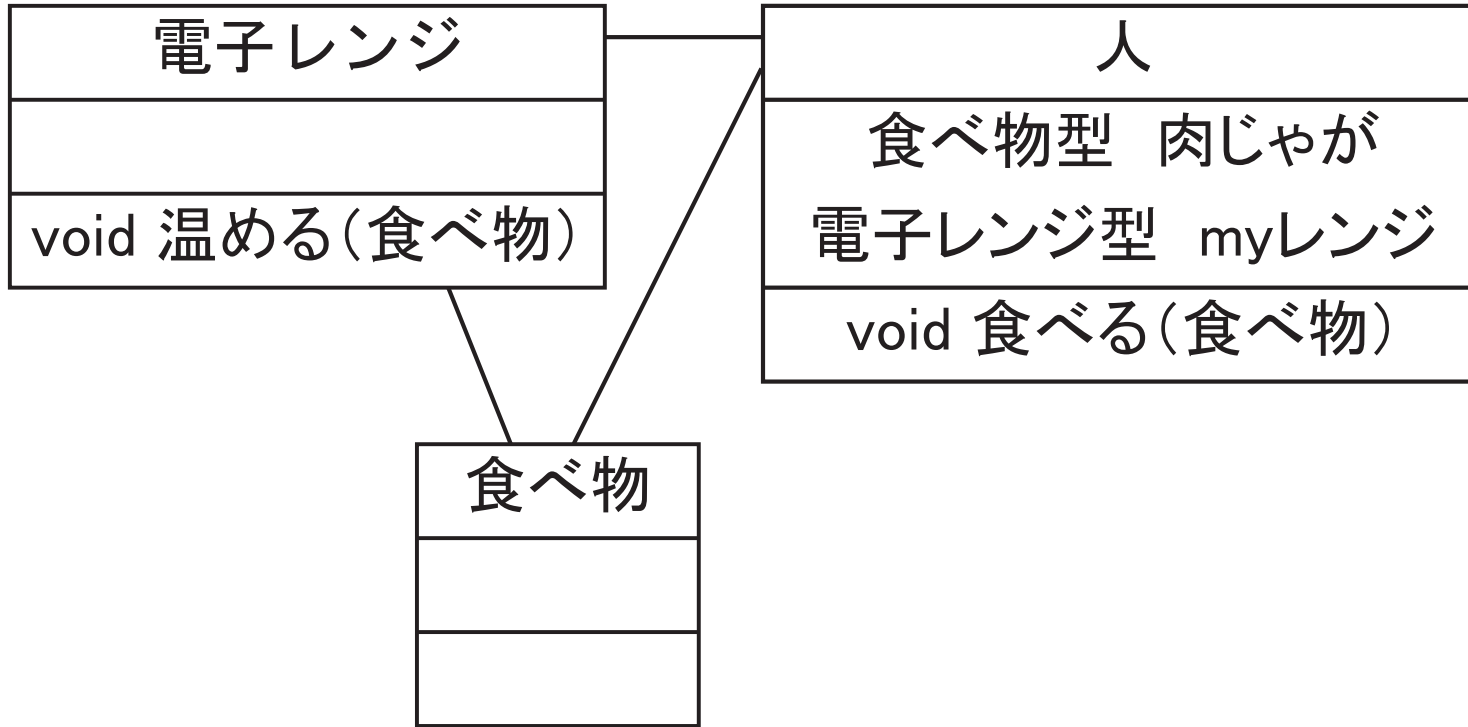 電子レンジ
void 温める（食べ物）
人
食べ物型　肉じゃが
電子レンジ型　myレンジ
void 食べる（食べ物）
食べ物